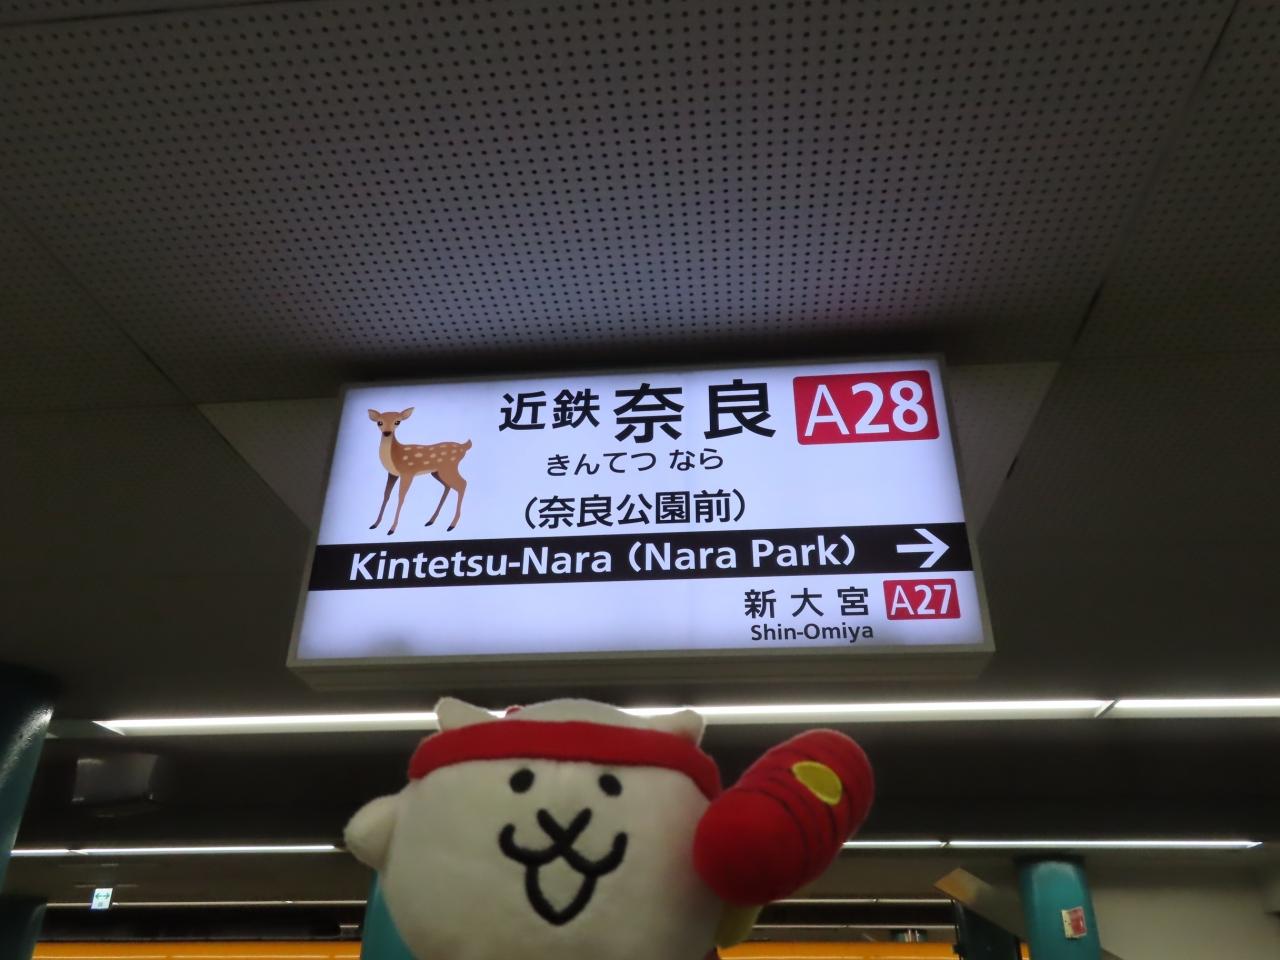 近鉄 奈良 A28
きんてつ なら
（奈良公園前）
Kintetsu-Nara (Nara Park) →
新大宮 A27
Shin-Omiya